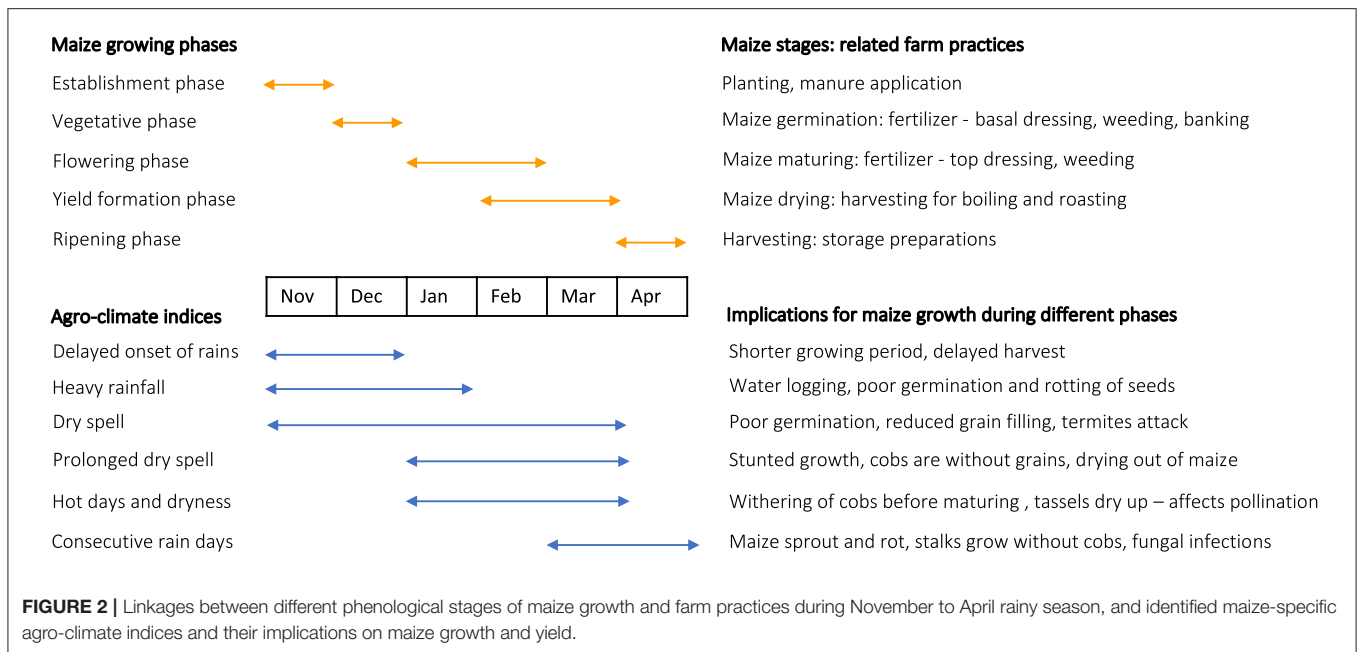 Maize growing phases
Maize stages: related farm practices
Establishment phase
Planting, manure application
Vegetative phase
Maize germination: fertilizer - basal dressing, weeding, banking
Flowering phase
Maize maturing: fertilizer - top dressing, weeding
Yield formation phase
Maize drying: harvesting for boiling and roasting
Ripening phase
Harvesting: storage preparations
Nov Dec Jan Feb Mar Apr
Agro-climate indices
Implications for maize growth during different phases
Delayed onset of rains
Shorter growing period, delayed harvest
Heavy rainfall
Water logging, poor germination and rotting of seeds
Dry spell
Poor germination, reduced grain filling, termites attack
Prolonged dry spell
Stunted growth, cobs are without grains, drying out of maize
Hot days and dryness
Withering of cobs before maturing , tassels dry up – affects pollination
Consecutive rain days
Maize sprout and rot, stalks grow without cobs, fungal infections
FIGURE 2 | Linkages between different phenological stages of maize growth and farm practices during November to April rainy season, and identified maize-specific
agro-climate indices and their implications on maize growth and yield.